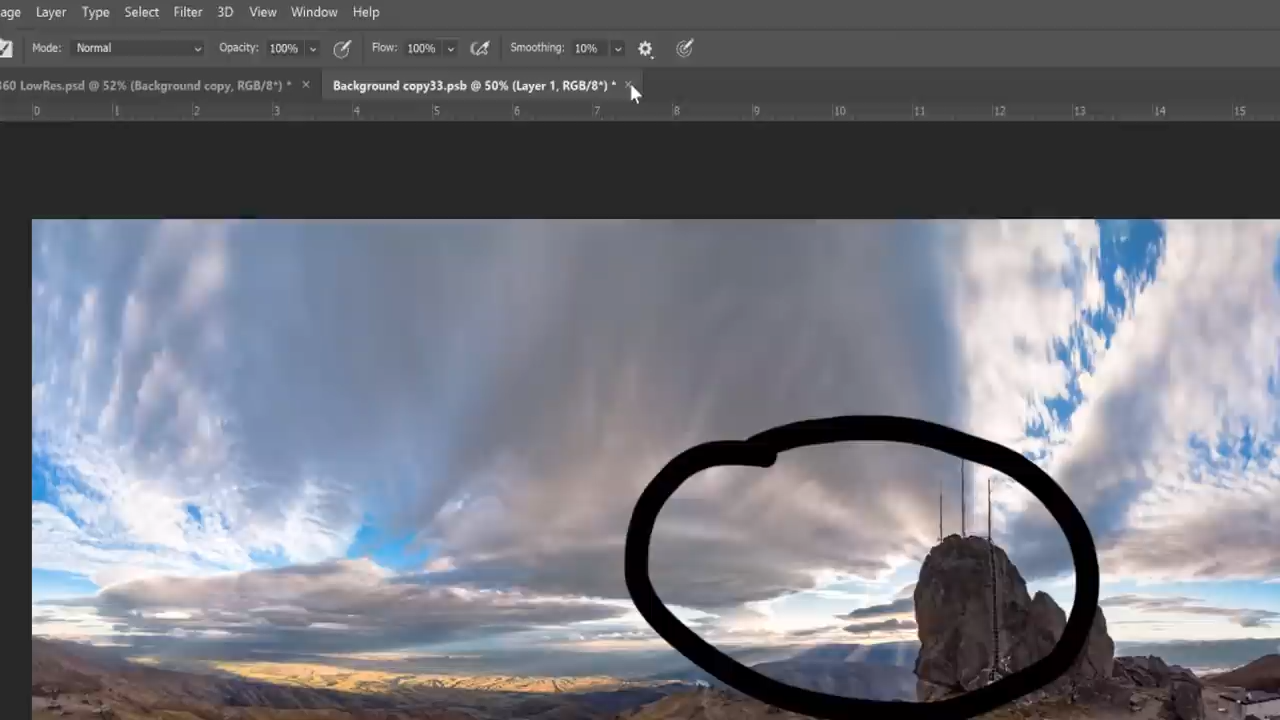 age Layer Type Select Filter 3D View Window Help
Mode: Normal Opacity: 100% Flow: 100% Smoothing: 10%
360 LowRes.psd @ 52% (Background copy, RGB/8*) * × Background copy33.psb @ 50% (Layer 1, RGB/8*) * ×
0 1 2 3 4 5 6 7 8 9 10 11 12 13 14 15